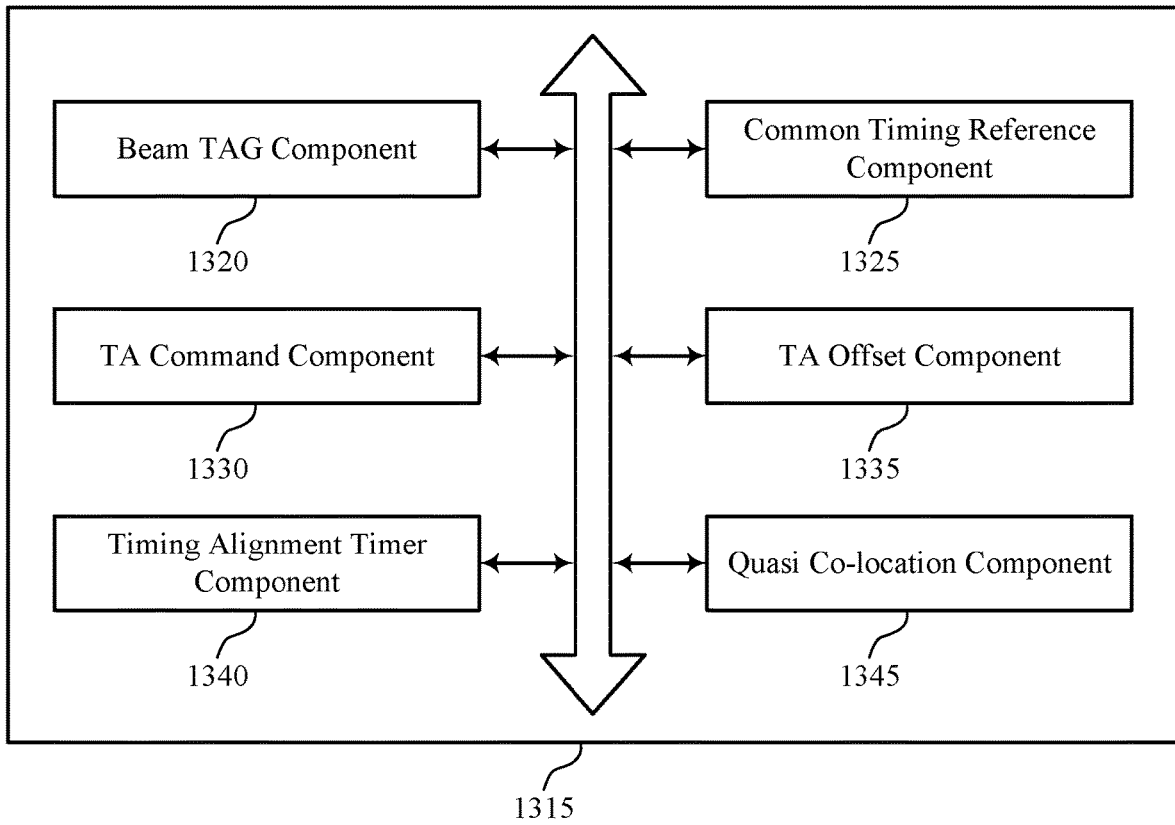 Beam TAG Component
1320
Common Timing Reference
Component
1325
TA Command Component
1330
TA Offset Component
1335
Timing Alignment Timer
Component
1340
Quasi Co-location Component
1345
1315